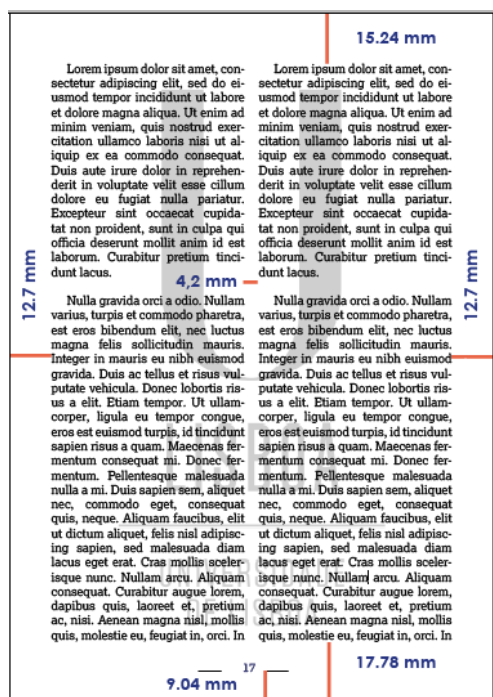 15.24 mm
Lorem ipsum dolor sit amet, con-
sectetur adipiscing elit, sed do ei-
usmod tempor incididunt ut labore
et dolore magna aliqua. Ut enim ad
minim veniam, quis nostrud exer-
citation ullamco laboris nisi ut al-
iquip ex ea commodo consequat.
Duis aute irure dolor in reprehen-
derit in voluptate velit esse cillum
dolore eu fugiat nulla pariatur.
Excepteur sint occaecat cupida-
tat non proident, sunt in culpa qui
officia deserunt mollit anim id est
laborum. Curabitur pretium tinci-
dunt lacus.
Nulla gravida orci a odio. Nullam
varius, turpis et commodo pharetra,
est eros bibendum elit, nec luctus
magna felis sollicitudin mauris.
Integer in mauris eu nibh euismod
gravida. Duis ac tellus et risus vul-
putate vehicula. Donec lobortis ris-
us a elit. Etiam tempor. Ut ullam-
corper, ligula eu tempor congue,
eros est euismod turpis, id tincidunt
sapien risus a quam. Maecenas fer-
mentum consequat mi. Donec fer-
mentum. Pellentesque malesuada
nulla a mi. Duis sapien sem, aliquet
nec, commodo eget, consequat
quis, neque. Aliquam faucibus, elit
ut dictum aliquet, felis nisl adipisc-
ing sapien, sed malesuada diam
lacus eget erat. Cras mollis sceler-
isque nunc. Nullam arcu. Aliquam
consequat. Curabitur augue lorem,
dapibus quis, laoreet et, pretium
ac, nisi. Aenean magna nisl, mollis
quis, molestie eu, feugiat in, orci. In
Lorem ipsum dolor sit amet, con-
sectetur adipiscing elit, sed do ei-
usmod tempor incididunt ut labore
et dolore magna aliqua. Ut enim ad
minim veniam, quis nostrud exer-
citation ullamco laboris nisi ut al-
iquip ex ea commodo consequat.
Duis aute irure dolor in reprehen-
derit in voluptate velit esse cillum
dolore eu fugiat nulla pariatur.
Excepteur sint occaecat cupida-
tat non proident, sunt in culpa qui
officia deserunt mollit anim id est
laborum. Curabitur pretium tinci-
dunt lacus.
Nulla gravida orci a odio. Nullam
varius, turpis et commodo pharetra,
est eros bibendum elit, nec luctus
magna felis sollicitudin mauris.
Integer in mauris eu nibh euismod
gravida. Duis ac tellus et risus vul-
putate vehicula. Donec lobortis ris-
us a elit. Etiam tempor. Ut ullam-
corper, ligula eu tempor congue,
eros est euismod turpis, id tincidunt
sapien risus a quam. Maecenas fer-
mentum consequat mi. Donec fer-
mentum. Pellentesque malesuada
nulla a mi. Duis sapien sem, aliquet
nec, commodo eget, consequat
quis, neque. Aliquam faucibus, elit
ut dictum aliquet, felis nisl adipisc-
ing sapien, sed malesuada diam
lacus eget erat. Cras mollis sceler-
isque nunc. Nullam arcu. Aliquam
consequat. Curabitur augue lorem,
dapibus quis, laoreet et, pretium
ac, nisi. Aenean magna nisl, mollis
quis, molestie eu, feugiat in, orci. In
4,2 mm
12.7 mm
12.7 mm
U
LISBOA
UNIVERSIDADE
DE LISBOA
17
9.04 mm
17.78 mm